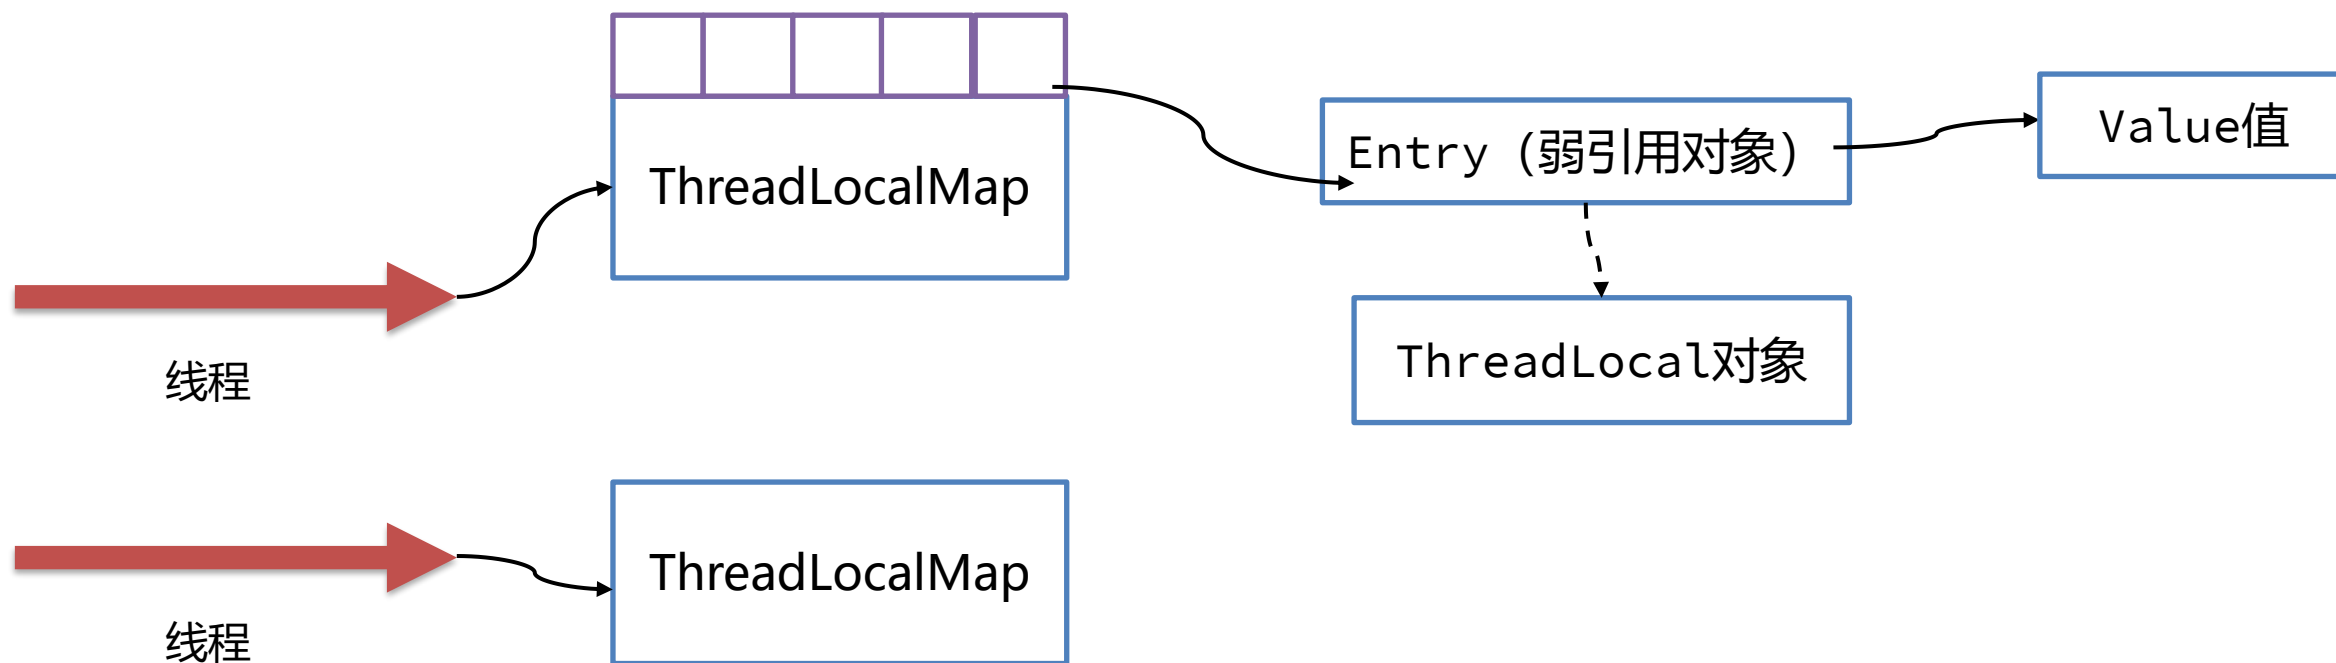 ThreadLocalMap
Entry（弱引用对象）
Value值
线程
ThreadLocal对象
ThreadLocalMap
线程